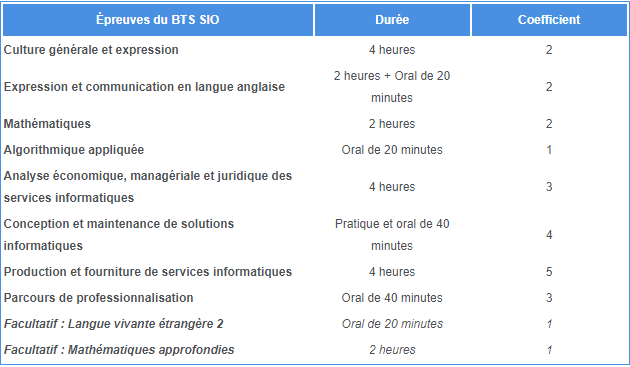 Épreuves du BTS SIO Durée Coefficient
Culture générale et expression 4 heures 2
Expression et communication en langue anglaise 2 heures + Oral de 20 minutes 2
Mathématiques 2 heures 2
Algorithmique appliquée Oral de 20 minutes 1
Analyse économique, managériale et juridique des services informatiques 4 heures 3
Conception et maintenance de solutions informatiques Pratique et oral de 40 minutes 4
Production et fourniture de services informatiques 4 heures 5
Parcours de professionnalisation Oral de 40 minutes 3
Facultatif : Langue vivante étrangère 2 Oral de 20 minutes 1
Facultatif : Mathématiques approfondies 2 heures 1